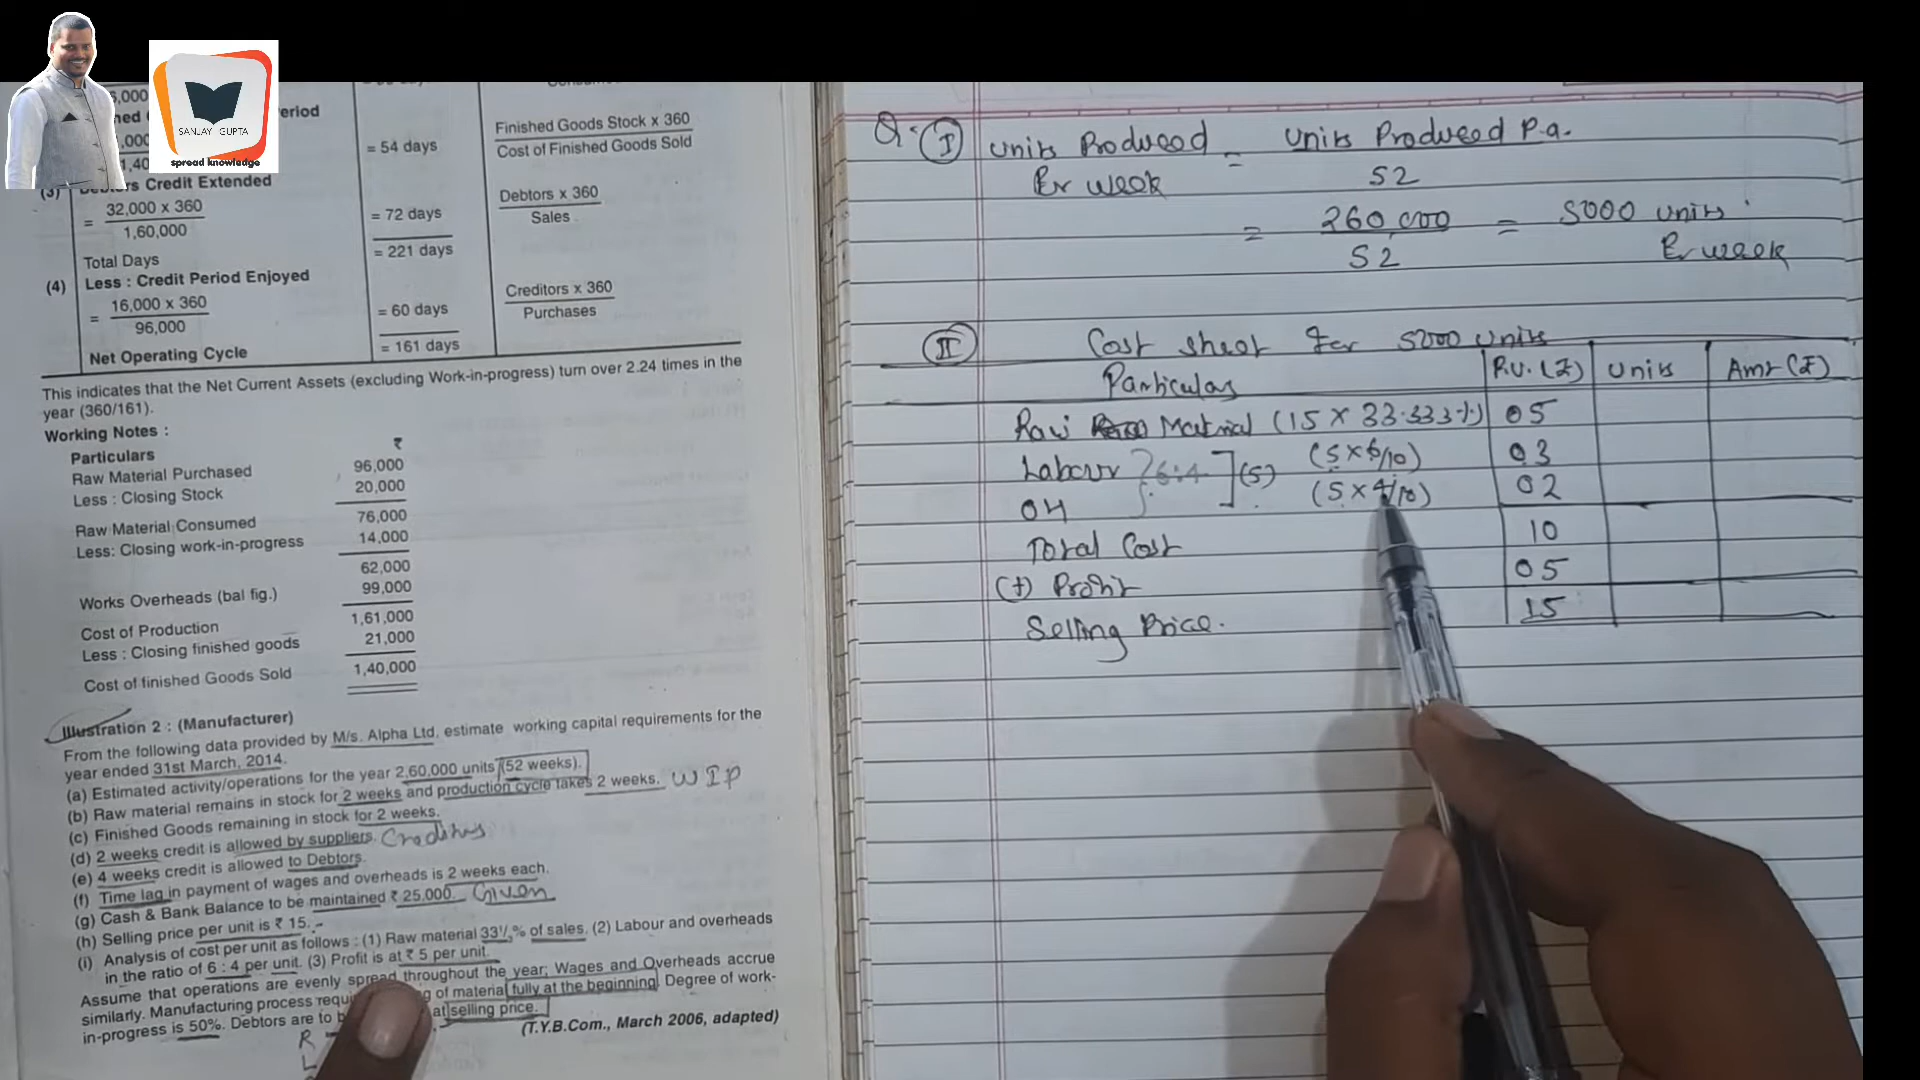 SANJAY GUPTA
spread knowledge
= 54 days
Finished Goods Stock x 360
Cost of Finished Goods Sold
(3) Debtors Credit Extended
= 32,000 x 360
1,60,000
= 72 days
Debtors x 360
Sales
Total Days
= 221 days
(4) Less : Credit Period Enjoyed
= 16,000 x 360
96,000
= 60 days
Creditors x 360
Purchases
Net Operating Cycle
= 161 days
This indicates that the Net Current Assets (excluding Work-in-progress) turn over 2.24 times in the
year (360/161).
Working Notes :
Particulars ₹
Raw Material Purchased 96,000
Less : Closing Stock 20,000
Raw Material Consumed 76,000
Less: Closing work-in-progress 14,000
62,000
Works Overheads (bal fig.) 99,000
Cost of Production 1,61,000
Less : Closing finished goods 21,000
Cost of finished Goods Sold 1,40,000
Illustration 2 : (Manufacturer)
From the following data provided by M/s. Alpha Ltd. estimate working capital requirements for the
year ended 31st March, 2014.
(a) Estimated activity/operations for the year 2,60,000 units (52 weeks).
(b) Raw material remains in stock for 2 weeks and production cycle takes 2 weeks. WIP
(c) Finished Goods remaining in stock for 2 weeks.
(d) 2 weeks credit is allowed by suppliers. Creditors
(e) 4 weeks credit is allowed to Debtors.
(f) Time lag in payment of wages and overheads is 2 weeks each.
(g) Cash & Bank Balance to be maintained ₹ 25,000. Given
(h) Selling price per unit is ₹ 15.
(i) Analysis of cost per unit as follows : (1) Raw material 33⅓% of sales. (2) Labour and overheads
in the ratio of 6 : 4 per unit. (3) Profit is at ₹ 5 per unit.
Assume that operations are evenly spread throughout the year; Wages and Overheads accrue
similarly. Manufacturing process requi g of material fully at the beginning. Degree of work-
in-progress is 50%. Debtors are to b at selling price.
(T.Y.B.Com., March 2006, adapted)
R
L
Q. I Units Produced Per week = Units Produced P.a.
52
= 260,000
52
= 5000 units Per week
II Cost sheet for 5000 units
Particulars P.U. (₹) Units Amt (₹)
Raw Material (15 x 33.333%) 05
Labour 6:4 (5) (5 x 6/10) 03
OH (5 x 4/10) 02
Total Cost 10
(+) Profit 05
Selling Price. 15